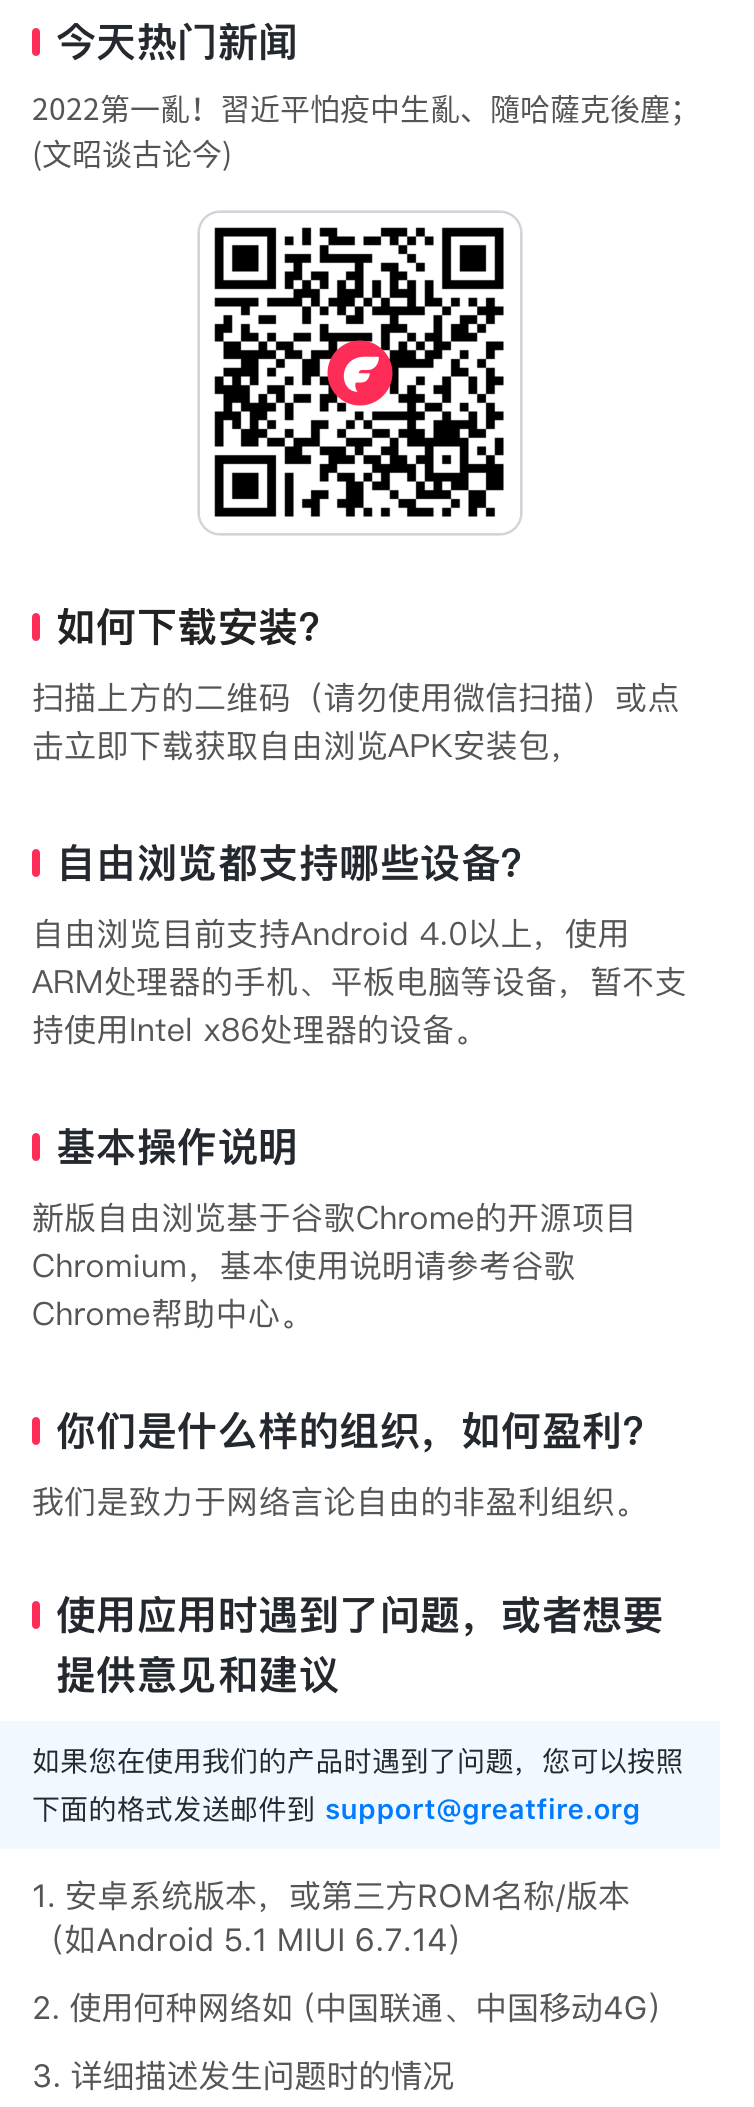 今天热门新闻
2022第一亂！習近平怕疫中生亂、隨哈薩克後塵；
(文昭谈古论今)
如何下载安装?
扫描上方的二维码（请勿使用微信扫描）或点
击立即下载获取自由浏览APK安装包，
自由浏览都支持哪些设备?
自由浏览目前支持Android 4.0以上，使用
ARM处理器的手机、平板电脑等设备，暂不支
持使用Intel x86处理器的设备。
基本操作说明
新版自由浏览基于谷歌Chrome的开源项目
Chromium，基本使用说明请参考谷歌
Chrome帮助中心。
你们是什么样的组织，如何盈利?
我们是致力于网络言论自由的非盈利组织。
使用应用时遇到了问题，或者想要
提供意见和建议
如果您在使用我们的产品时遇到了问题，您可以按照
下面的格式发送邮件到 support@greatfire.org
1. 安卓系统版本，或第三方ROM名称/版本
（如Android 5.1 MIUI 6.7.14）
2. 使用何种网络如 (中国联通、中国移动4G）
3. 详细描述发生问题时的情况